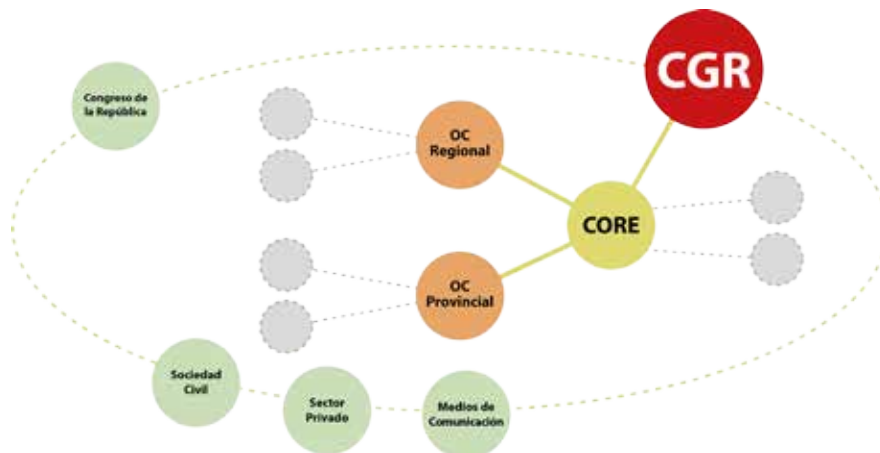 CGR
Congreso de
la República
OC
Regional
CORE
OC
Provincial
Sociedad
Civil
Sector
Privado
Medios de
Comunicación